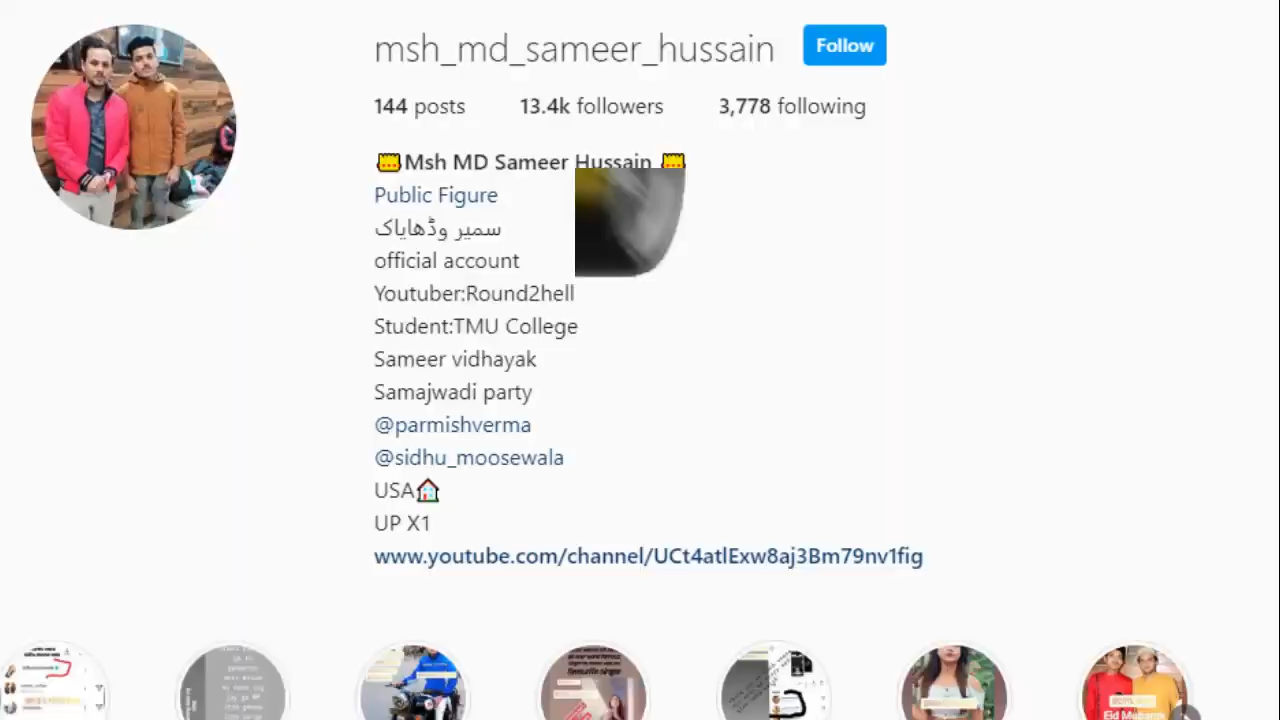 msh_md_sameer_hussain Follow
144 posts 13.4k followers 3,778 following
Msh MD Sameer Hussain
Public Figure
سمیر وڈھایاک
official account
Youtuber:Round2hell
Student:TMU College
Sameer vidhayak
Samajwadi party
@parmishverma
@sidhu_moosewala
USA
UP X1
www.youtube.com/channel/UCt4atlExw8aj3Bm79nv1fig
favourite singer